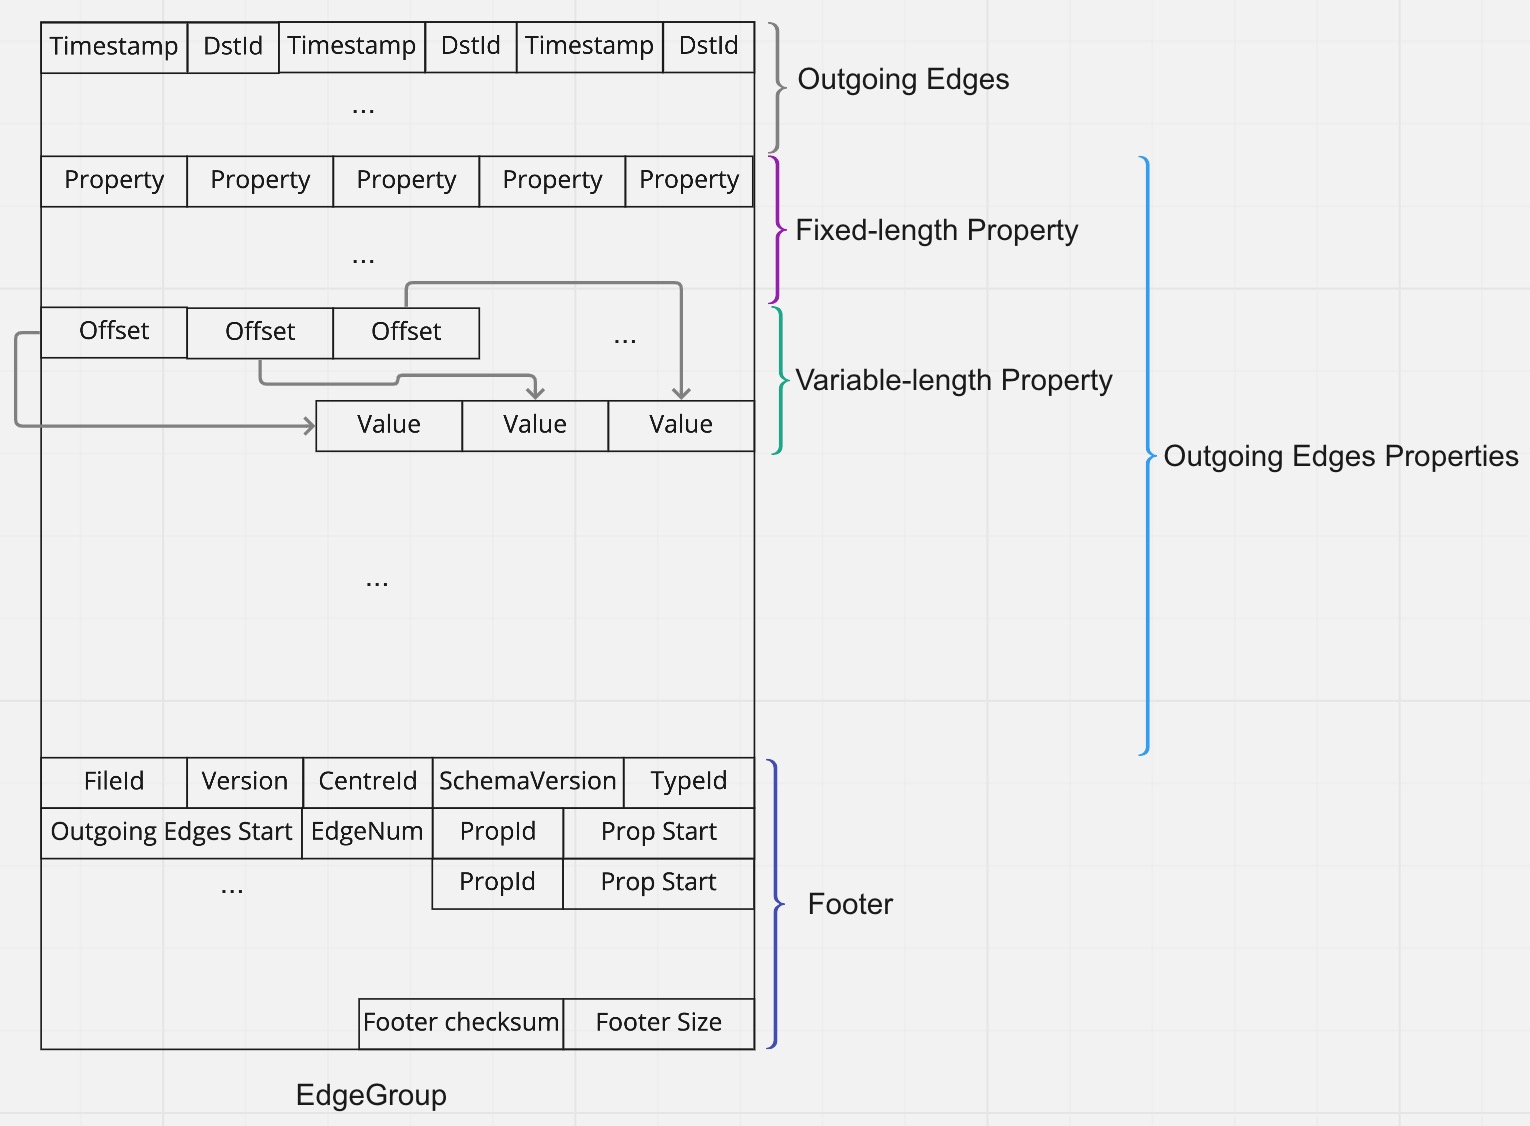 Timestamp DstId Timestamp DstId Timestamp DstId
Outgoing Edges
...
Property Property Property Property Property
Fixed-length Property
...
Offset Offset Offset ...
Variable-length Property
Value Value Value
Outgoing Edges Properties
...
FileId Version CentreId SchemaVersion TypeId
Outgoing Edges Start EdgeNum PropId Prop Start
... PropId Prop Start
Footer
Footer checksum Footer Size
EdgeGroup